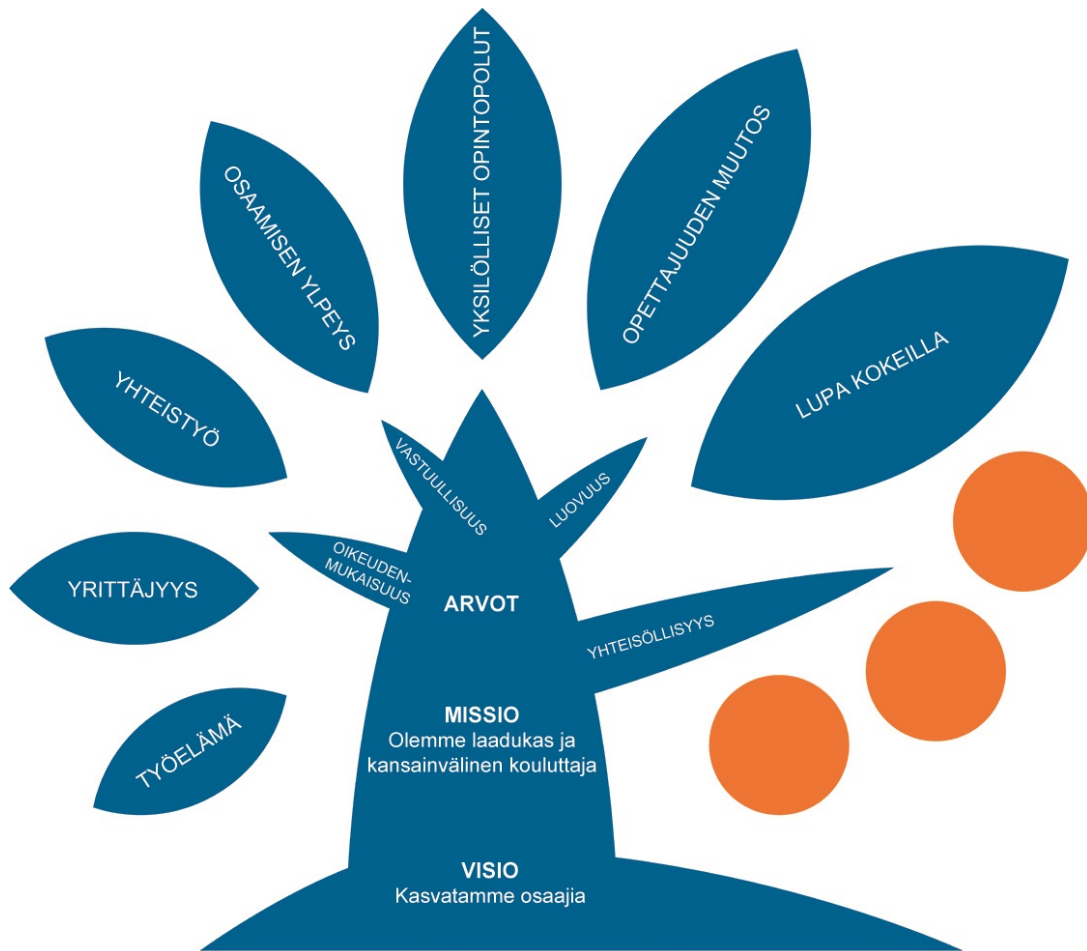 YKSILÖLLISET OPINTOPOLUT
OPETTAJUUDEN MUUTOS
OSAAMISEN YLPEYS
LUPA KOKEILLA
YHTEISTYÖ
YRITTÄJYYS
TYÖELÄMÄ
VASTUULLISUUS
LUOVUUS
OIKEUDEN-
MUKAISUUS
ARVOT
YHTEISÖLLISYYS
MISSIO
Olemme laadukas ja
kansainvälinen kouluttaja
VISIO
Kasvatamme osaajia